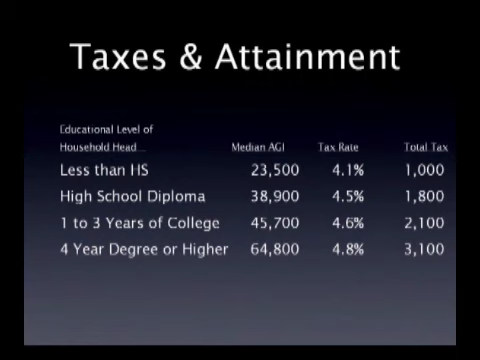 Taxes & Attainment
Educational Level of
Household Head... Median AGI Tax Rate Total Tax
Less than HS 23,500 4.1% 1,000
High School Diploma 38,900 4.5% 1,800
1 to 3 Years of College 45,700 4.6% 2,100
4 Year Degree or Higher 64,800 4.8% 3,100